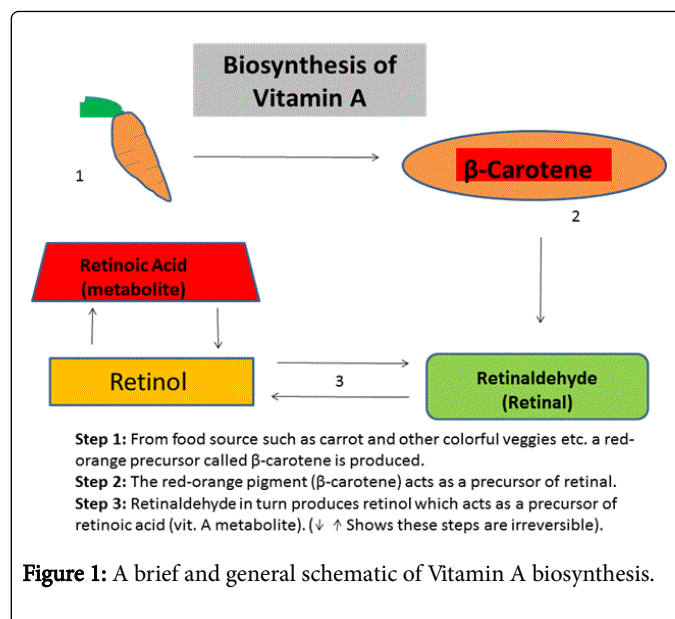 Biosynthesis of
Vitamin A
1
β-Carotene
2
Retinoic Acid
(metabolite)
Retinol
3
Retinaldehyde
(Retinal)
Step 1: From food source such as carrot and other colorful veggies etc. a red-
orange precursor called β-carotene is produced.
Step 2: The red-orange pigment (β-carotene) acts as a precursor of retinal.
Step 3: Retinaldehyde in turn produces retinol which acts as a precursor of
retinoic acid (vit. A metabolite). (↓ ↑ Shows these steps are irreversible).
Figure 1: A brief and general schematic of Vitamin A biosynthesis.